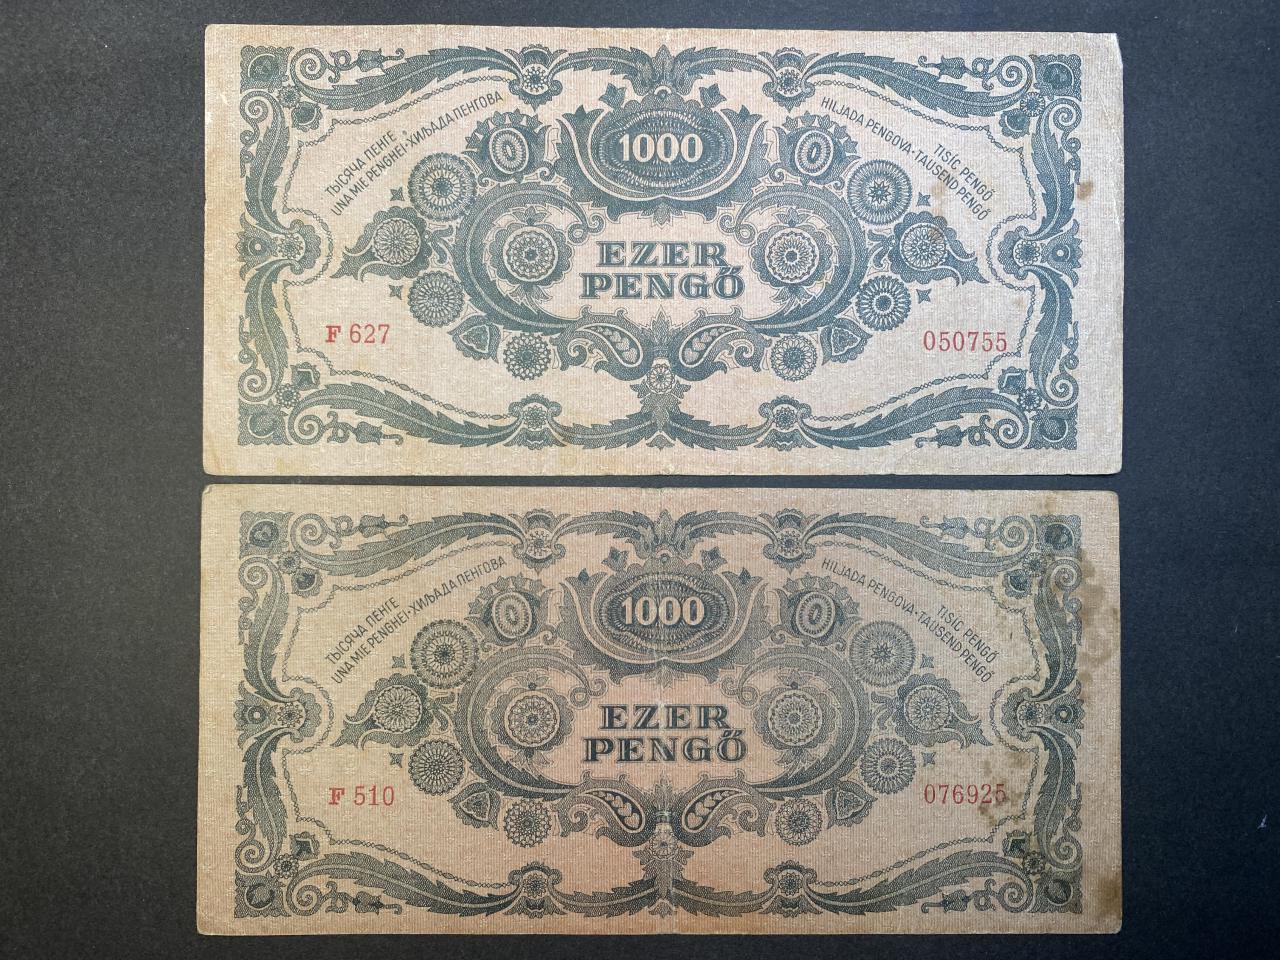 ТЫСЯЧА ПЕНГЕ
UNA MIE PENGHEI-ХИЉАДА ПЕНГОВА
1000
HILJADA PENGOVA-TAUSEND PENGŐ
TISÍC PENGŐ
EZER
PENGŐ
F 627
050755
ТЫСЯЧА ПЕНГЕ
UNA MIE PENGHEI-ХИЉАДА ПЕНГОВА
1000
HILJADA PENGOVA-TAUSEND PENGŐ
TISÍC PENGŐ
EZER
PENGŐ
F 510
076925